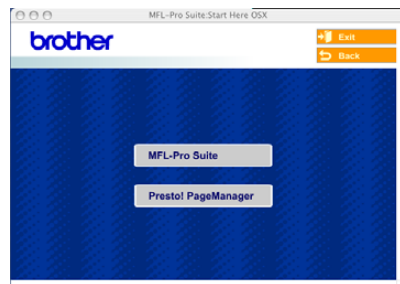 MFL-Pro Suite:Start Here OSX
brother
Exit
Back
MFL-Pro Suite
Presto! PageManager